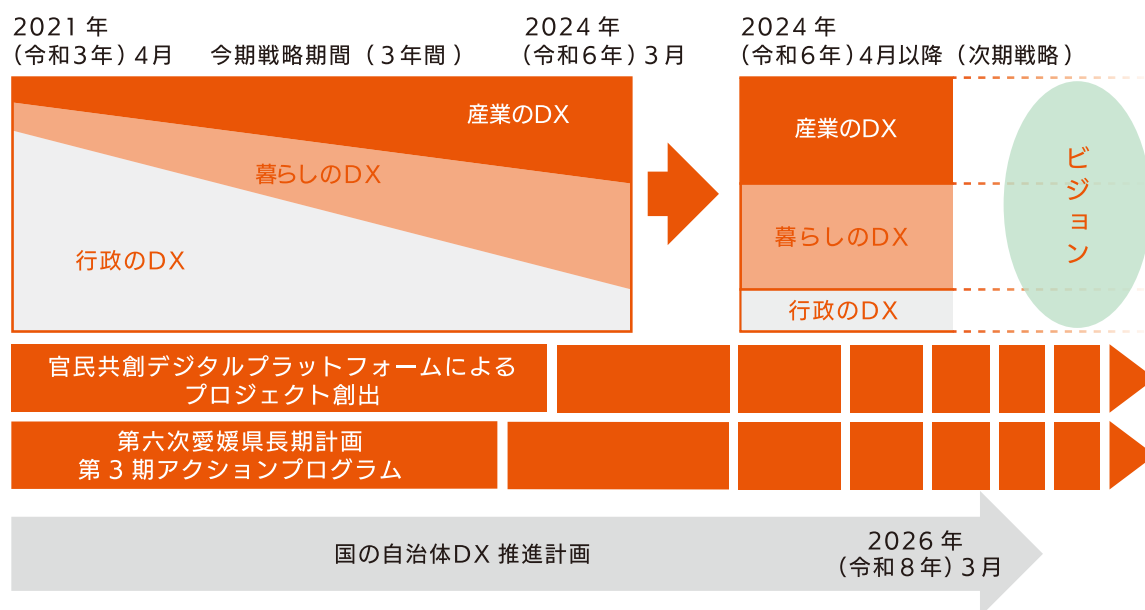 2021年
(令和3年)4月
今期戦略期間（3年間）
2024年
(令和6年)3月
2024年
(令和6年)4月以降(次期戦略)
産業のDX
暮らしのDX
行政のDX
産業のDX
暮らしのDX
行政のDX
ビジョン
官民共創デジタルプラットフォームによる
プロジェクト創出
第六次愛媛県長期計画
第3期アクションプログラム
国の自治体DX 推進計画
2026年
(令和8年)3月